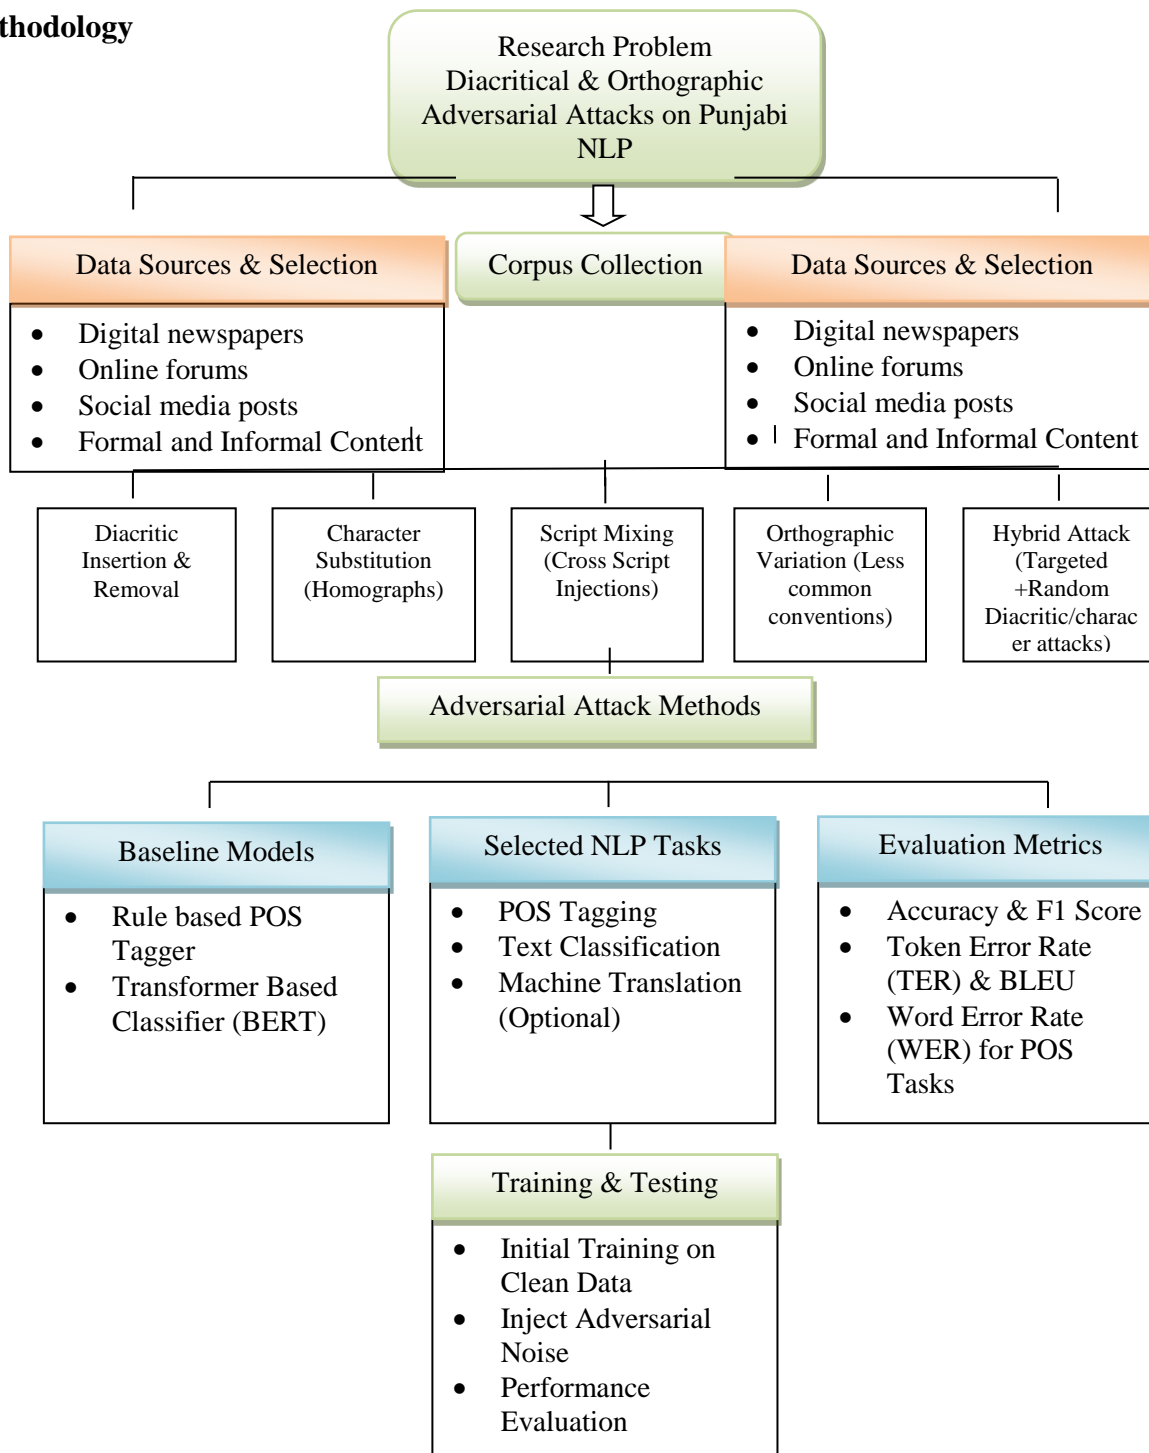 thodology
Research Problem
Diacritical & Orthographic
Adversarial Attacks on Punjabi
NLP
Data Sources & Selection
• Digital newspapers
• Online forums
• Social media posts
• Formal and Informal Content
Corpus Collection
Data Sources & Selection
• Digital newspapers
• Online forums
• Social media posts
• Formal and Informal Content
Diacritic
Insertion &
Removal
Character
Substitution
(Homographs)
Script Mixing
(Cross Script
Injections)
Orthographic
Variation (Less
common
conventions)
Hybrid Attack
(Targeted
+Random
Diacritic/charac
er attacks)
Adversarial Attack Methods
Baseline Models
• Rule based POS
Tagger
• Transformer Based
Classifier (BERT)
Selected NLP Tasks
• POS Tagging
• Text Classification
• Machine Translation
(Optional)
Evaluation Metrics
• Accuracy & F1 Score
• Token Error Rate
(TER) & BLEU
• Word Error Rate
(WER) for POS
Tasks
Training & Testing
• Initial Training on
Clean Data
• Inject Adversarial
Noise
• Performance
Evaluation